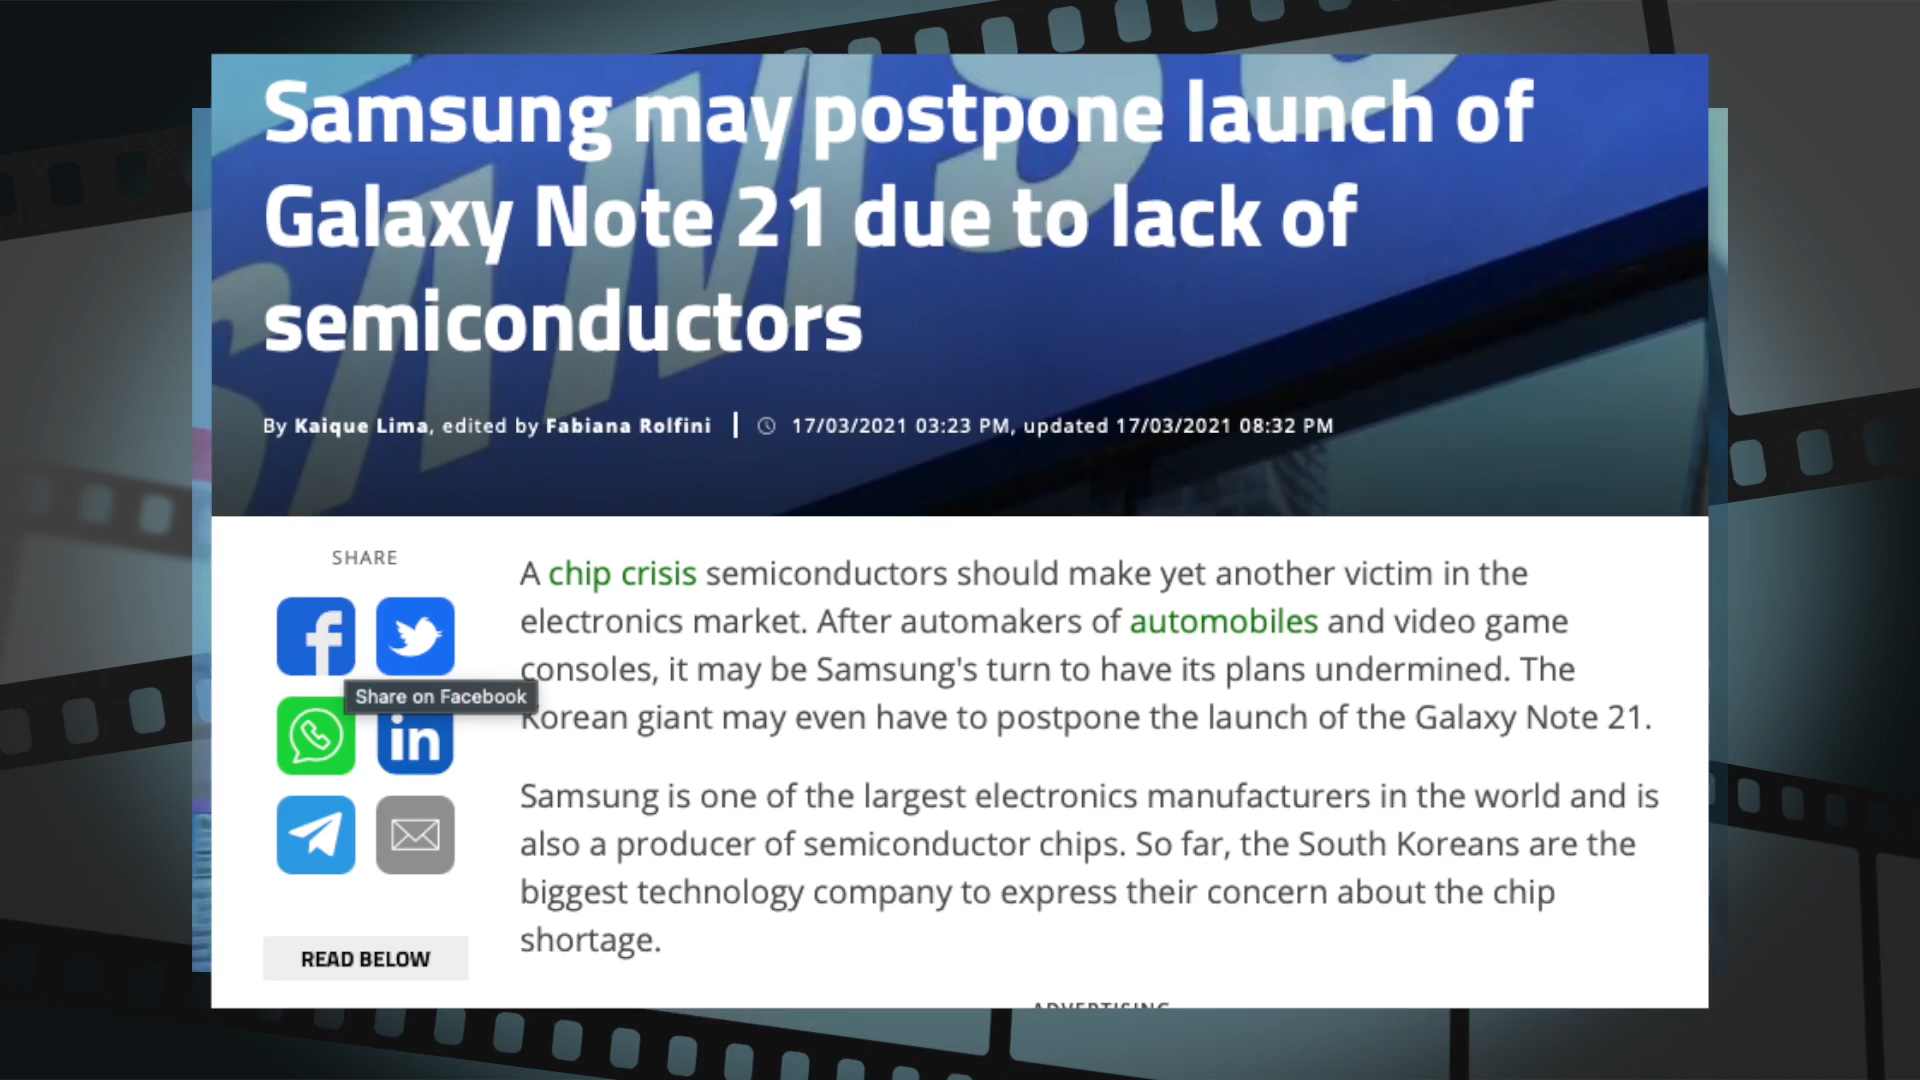 Samsung may postpone launch of
Galaxy Note 21 due to lack of
semiconductors
By Kaique Lima, edited by Fabiana Rolfini | 17/03/2021 03:23 PM, updated 17/03/2021 08:32 PM
SHARE
Share on Facebook
in
READ BELOW
A chip crisis semiconductors should make yet another victim in the
electronics market. After automakers of automobiles and video game
consoles, it may be Samsung's turn to have its plans undermined. The
Korean giant may even have to postpone the launch of the Galaxy Note 21.
Samsung is one of the largest electronics manufacturers in the world and is
also a producer of semiconductor chips. So far, the South Koreans are the
biggest technology company to express their concern about the chip
shortage.
ADVERTISING